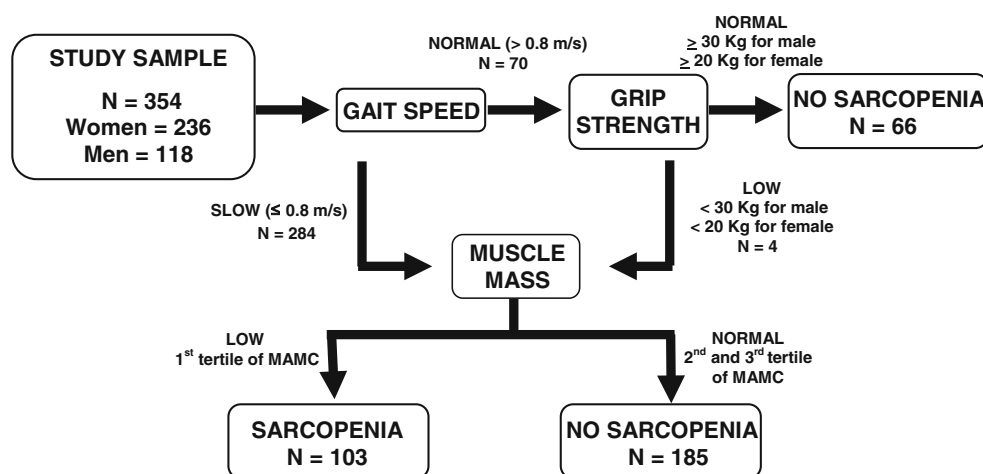 STUDY SAMPLE
N = 354
Women = 236
Men = 118
GAIT SPEED
NORMAL (> 0.8 m/s)
N = 70
GRIP
STRENGTH
NORMAL
≥ 30 Kg for male
≥ 20 Kg for female
NO SARCOPENIA
N = 66
SLOW (≤ 0.8 m/s)
N = 284
LOW
< 30 Kg for male
< 20 Kg for female
N = 4
MUSCLE
MASS
LOW
1st tertile of MAMC
NORMAL
2nd and 3rd tertile
of MAMC
SARCOPENIA
N = 103
NO SARCOPENIA
N = 185